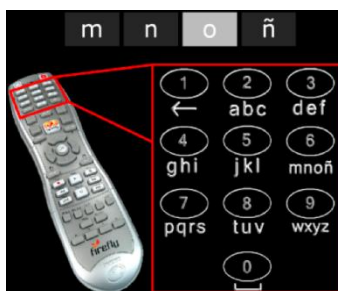 m n o ñ
1 2 3
← abc def
4 5 6
ghi jkl mnoñ
7 8 9
pqrs tuv wxyz
0
firefly